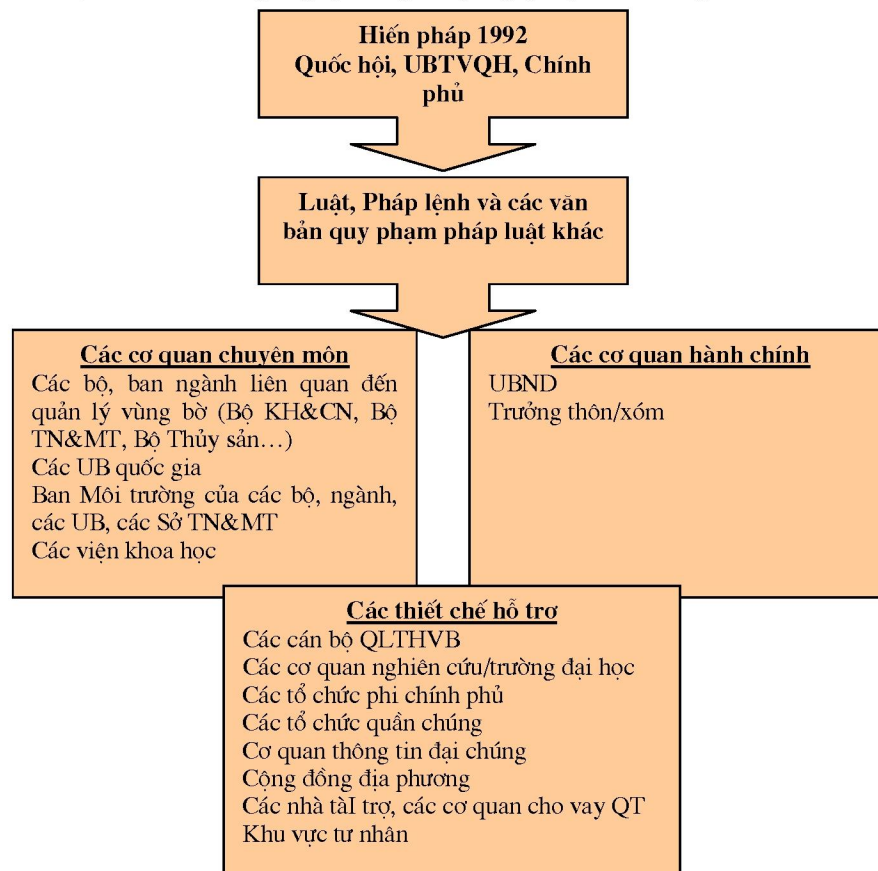 Hiến pháp 1992
Quốc hội, UBTVQH, Chính
phủ
Luật, Pháp lệnh và các văn
bản quy phạm pháp luật khác
Các cơ quan chuyên môn
Các bộ, ban ngành liên quan đến
quản lý vùng bờ (Bộ KH&CN, Bộ
TN&MT, Bộ Thủy sản…)
Các UB quốc gia
Ban Môi trường của các bộ, ngành,
các UB, các Sở TN&MT
Các viện khoa học
Các cơ quan hành chính
UBND
Trưởng thôn/xóm
Các thiết chế hỗ trợ
Các cán bộ QLTHVB
Các cơ quan nghiên cứu/trường đại học
Các tổ chức phi chính phủ
Các tổ chức quần chúng
Cơ quan thông tin đại chúng
Cộng đồng địa phương
Các nhà tàI trợ, các cơ quan cho vay QT
Khu vực tư nhân